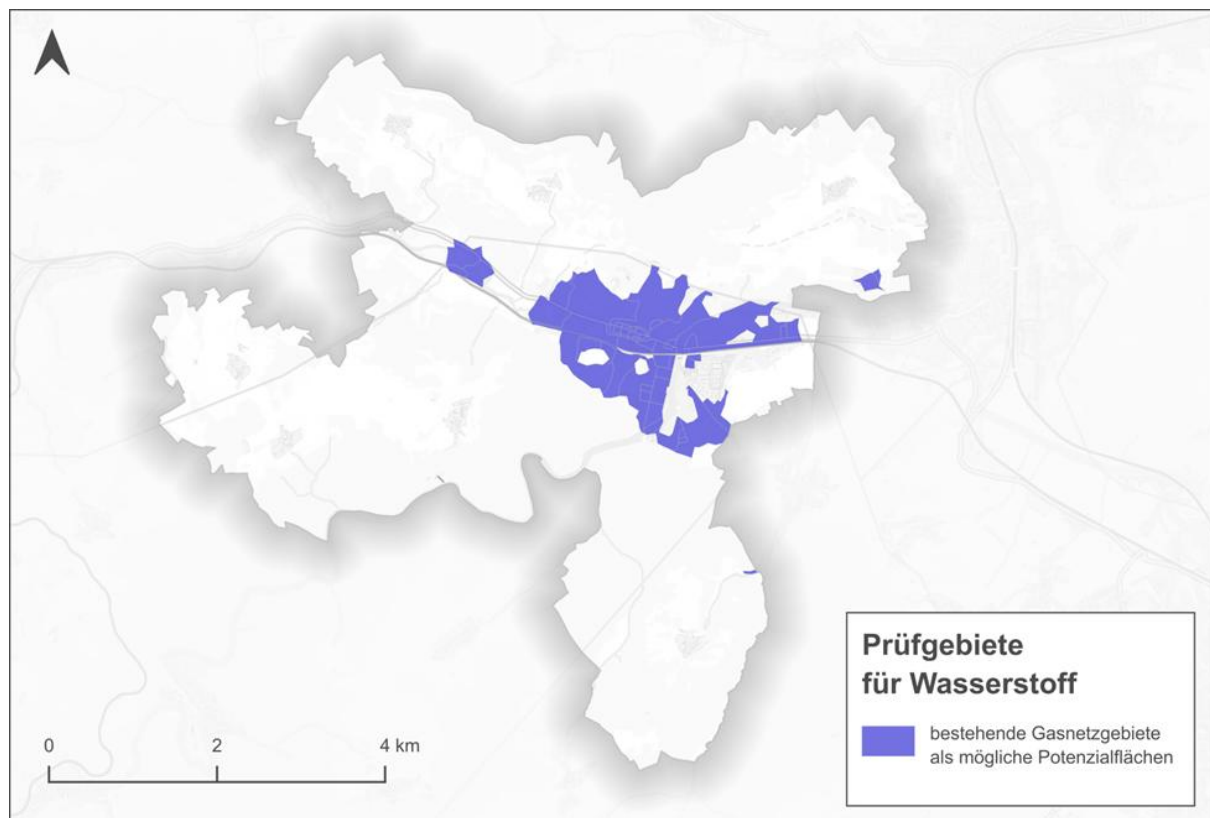 Prüfgebiete
für Wasserstoff
bestehende Gasnetzgebiete
als mögliche Potenzialflächen
0 2 4 km